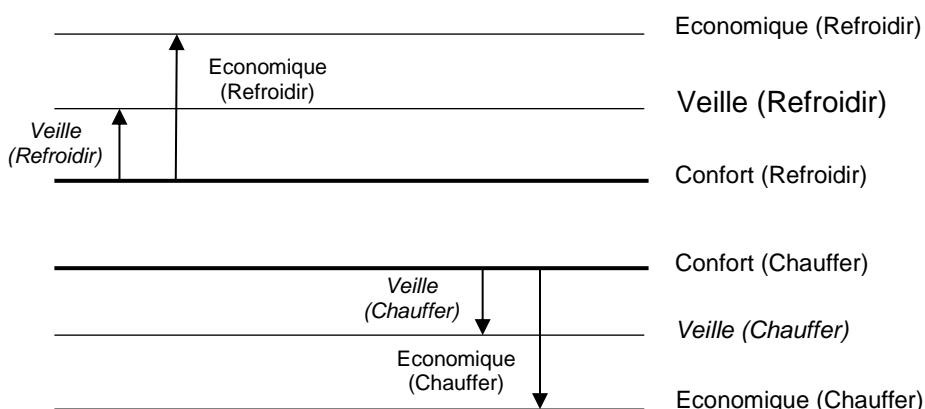 Economique (Refroidir)
Economique
(Refroidir)
Veille (Refroidir)
Veille
(Refroidir)
Confort (Refroidir)
Confort (Chauffer)
Veille
(Chauffer)
Veille (Chauffer)
Economique
(Chauffer)
Economique (Chauffer)